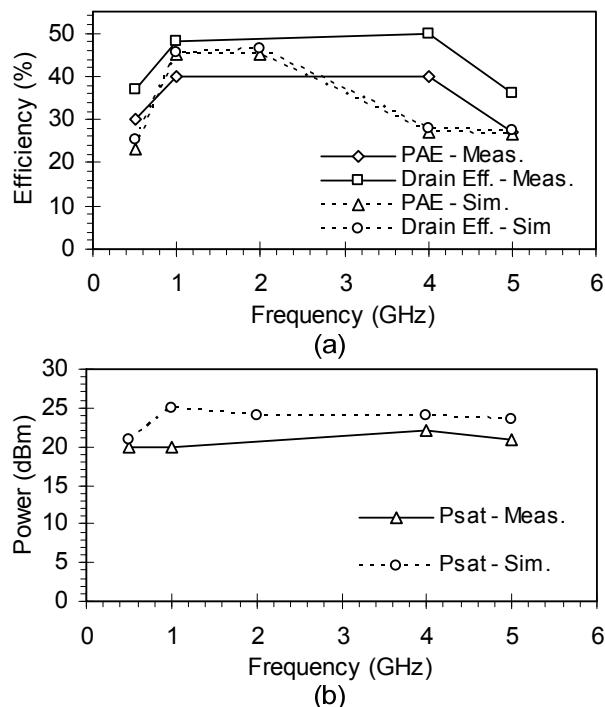 50
40
30
20
10
0
Efficiency (%)
PAE - Meas.
Drain Eff. - Meas.
PAE - Sim.
Drain Eff. - Sim
0 1 2 3 4 5 6
Frequency (GHz)
(a)
30
25
20
15
10
5
0
Power (dBm)
Psat - Meas.
Psat - Sim.
0 1 2 3 4 5 6
Frequency (GHz)
(b)